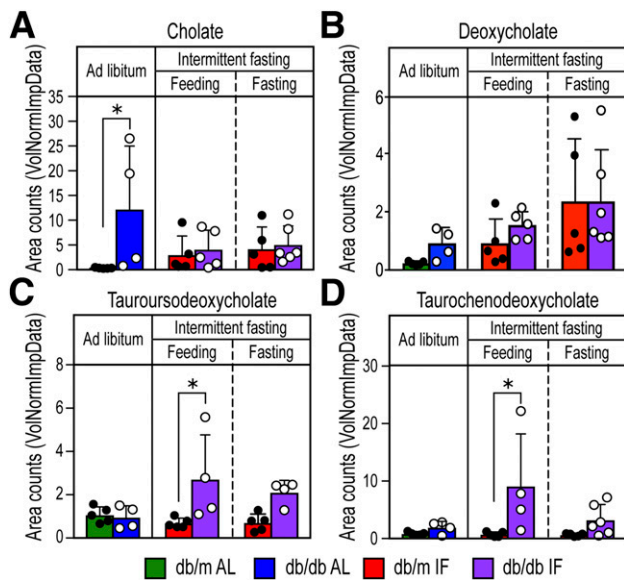 A
Cholate
Ad libitum
Intermittent fasting
Feeding
Fasting
Area counts (VolNormImpData)
35
30
25
20
15
10
5
0
*
B
Deoxycholate
Ad libitum
Intermittent fasting
Feeding
Fasting
Area counts (VolNormImpData)
6
4
2
0
C
Tauroursodeoxycholate
Ad libitum
Intermittent fasting
Feeding
Fasting
Area counts (VolNormImpData)
8
6
4
2
0
*
D
Taurochenodeoxycholate
Ad libitum
Intermittent fasting
Feeding
Fasting
Area counts (VolNormImpData)
30
20
10
0
*
db/m AL db/db AL db/m IF db/db IF